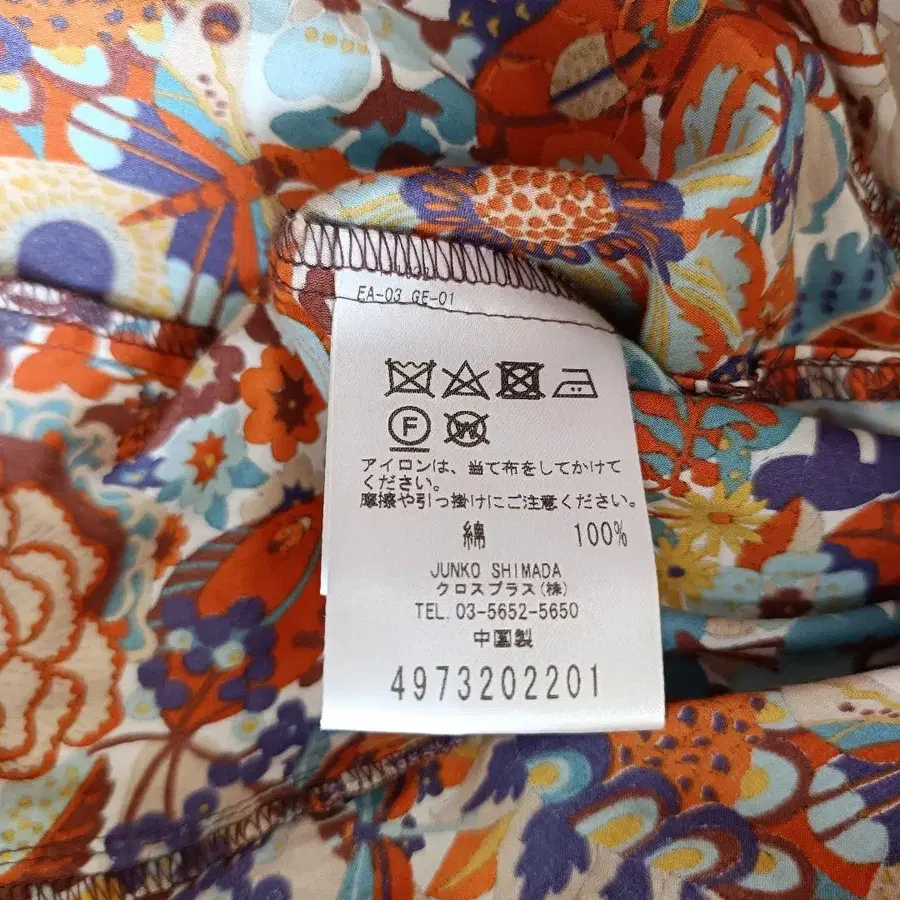 EA-03 GE-01
F
W
アイロンは、当て布をしてかけて
ください。
摩擦や引っ掛けにご注意ください。
綿 100%
JUNKO SHIMADA
クロスプラス(株)
TEL. 03-5652-5650
中国製
4973202201